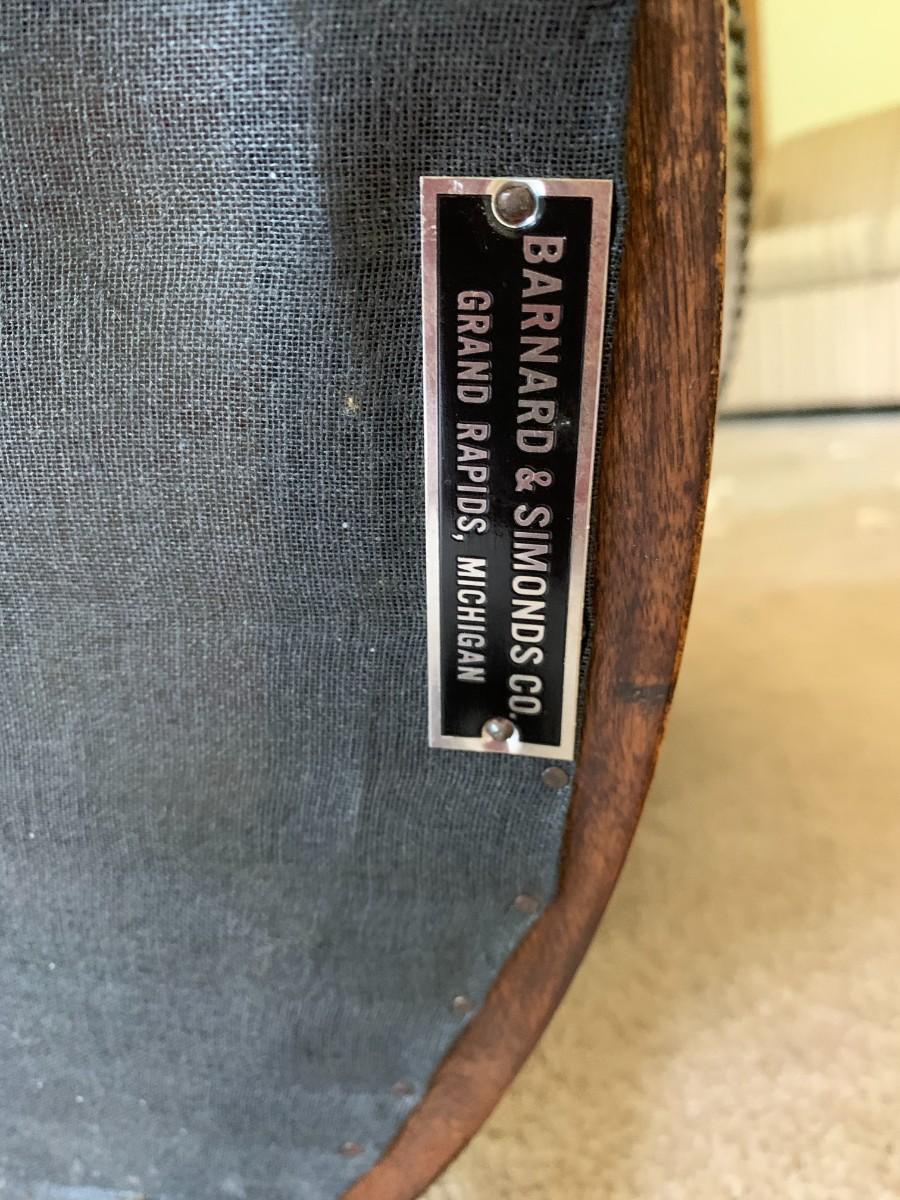 BARNARD & SIMONDS CO.
GRAND RAPIDS, MICHIGAN